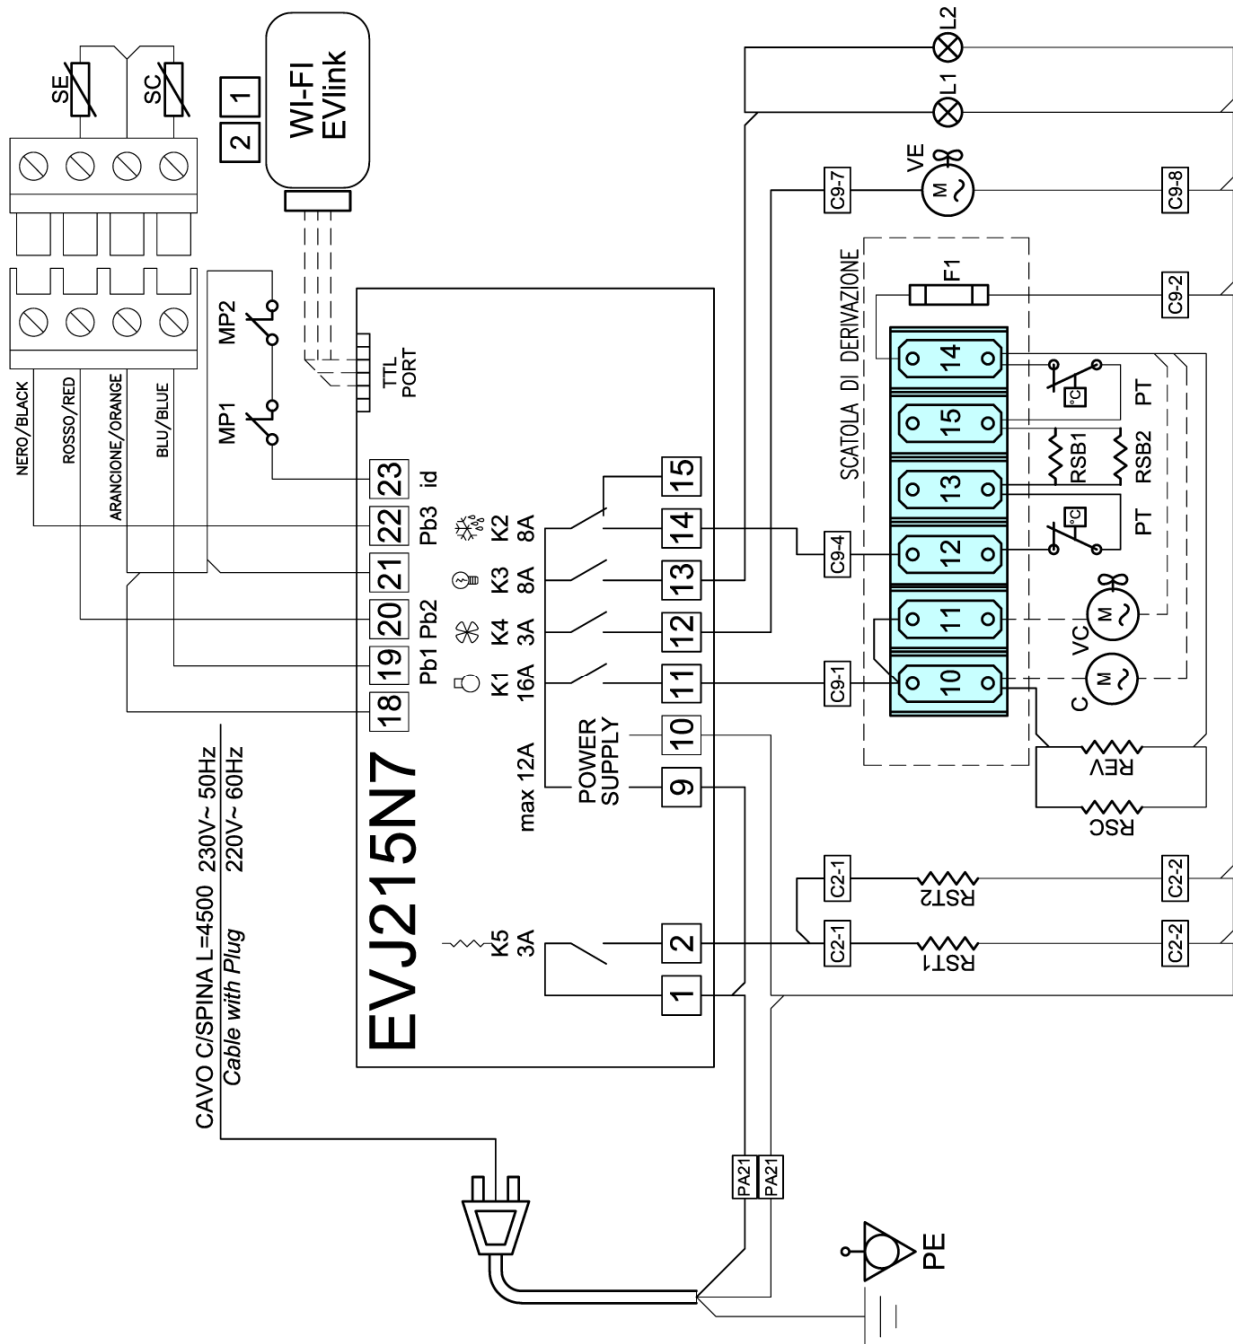 CAVO C/SPINA L=4500 230V~ 50Hz
220V~ 60Hz
Cable with Plug
NERO/BLACK
ROSSO/RED
ARANCIONE/ORANGE
BLU/BLUE
SE
SC
MP1
MP2
2
1
WI-FI
EVlink
TTL
PORT
EVJ215N7
18
19
20
21
22
23
Pb1
Pb2
Pb3
id
K5
3A
max 12A
K1
16A
K4
3A
K3
8A
K2
8A
POWER
SUPPLY
1
2
9
10
11
12
13
14
15
PA21
PA21
PE
C2-1
C2-1
C9-1
C9-4
C9-7
SCATOLA DI DERIVAZIONE
RST1
RST2
10
11
12
13
15
14
F1
VE
M
L1
L2
RSC
REV
C
M
VC
M
°C
PT
RSB1
RSB2
°C
PT
C2-2
C2-2
C9-2
C9-8